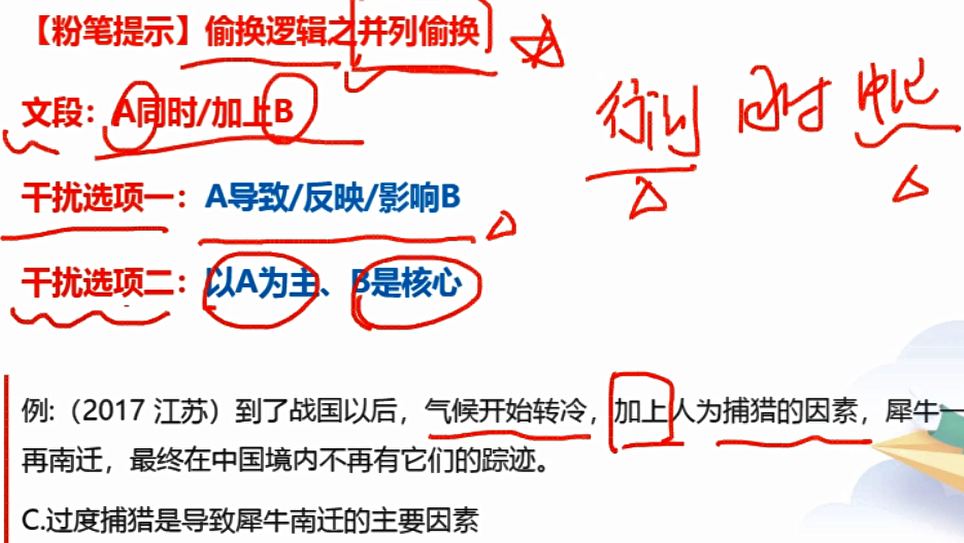 【粉笔提示】偷换逻辑之并列偷换
文段：A同时/加上B
同时
干扰选项一：A导致/反映/影响B
干扰选项二：以A为主、B是核心
例:（2017 江苏）到了战国以后，气候开始转冷，加上人为捕猎的因素，犀牛一
再南迁，最终在中国境内不再有它们的踪迹。
C.过度捕猎是导致犀牛南迁的主要因素